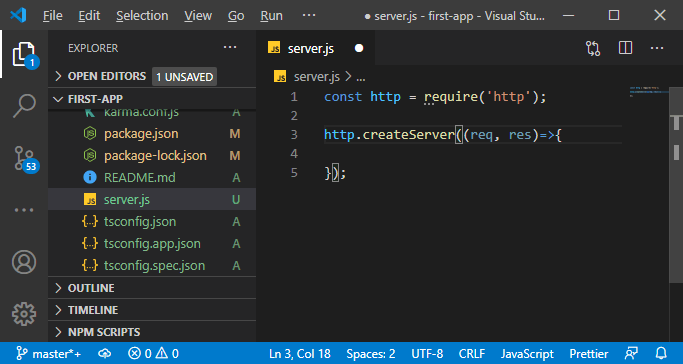 File Edit Selection View Go Run ··· ● server.js - first-app - Visual Stu...
1
53
EXPLORER ···
OPEN EDITORS 1 UNSAVED
FIRST-APP
karma.conf.js A
package.json M
package-lock.json M
README.md A
JS server.js U
{..} tsconfig.json A
{..} tsconfig.app.json A
{..} tsconfig.spec.json A
OUTLINE
TIMELINE
NPM SCRIPTS
JS server.js ●
JS server.js > ...
1 const http = require('http');
2
3 http.createServer((req, res)=>{
4
5 });
master*+ 0 0 Ln 3, Col 18 Spaces: 2 UTF-8 CRLF JavaScript Prettier